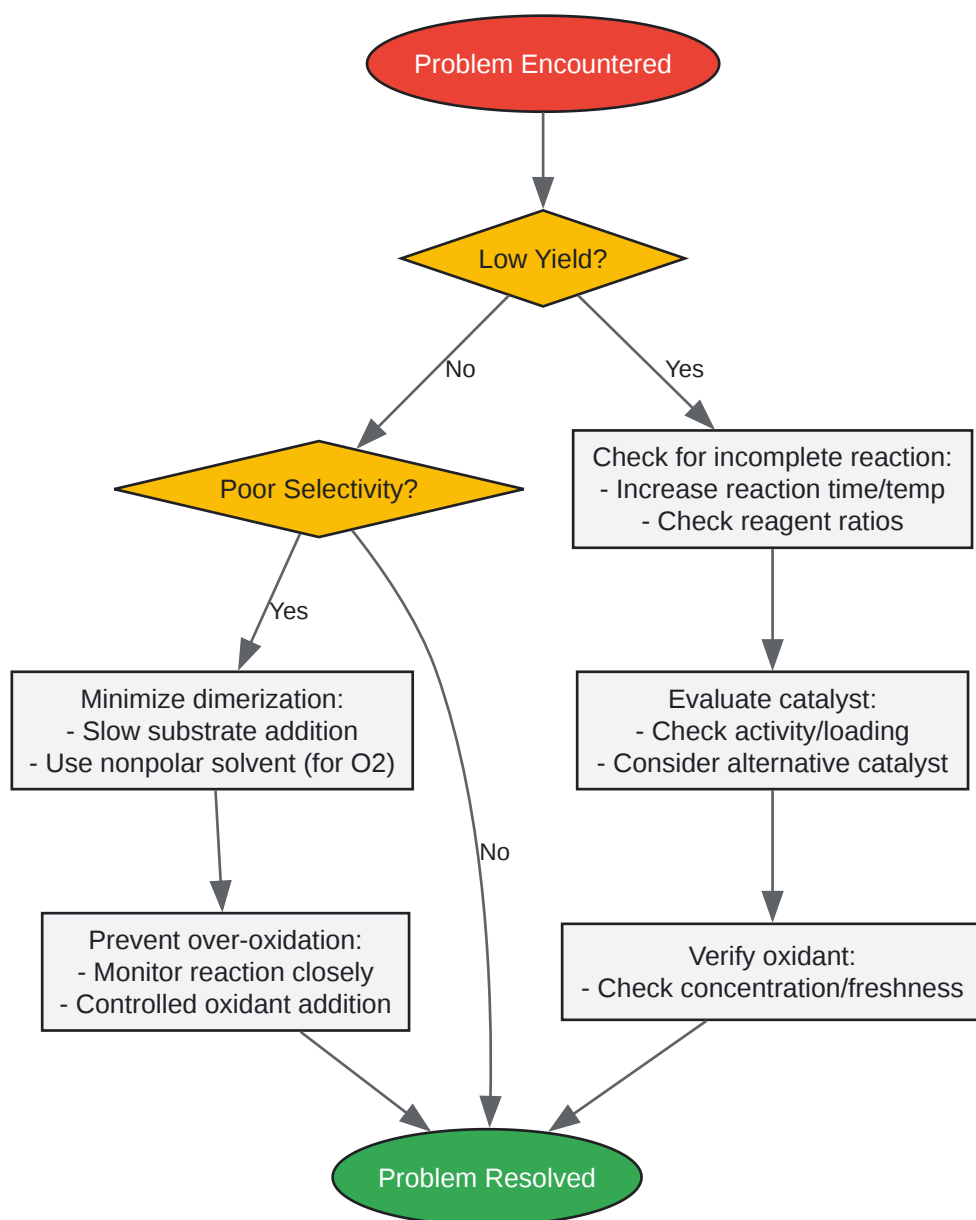 Problem Encountered
Low Yield?
No
Yes
Poor Selectivity?
Check for incomplete reaction:
- Increase reaction time/temp
- Check reagent ratios
Yes
Minimize dimerization:
- Slow substrate addition
- Use nonpolar solvent (for O2)
Evaluate catalyst:
- Check activity/loading
- Consider alternative catalyst
No
Prevent over-oxidation:
- Monitor reaction closely
- Controlled oxidant addition
Verify oxidant:
- Check concentration/freshness
Problem Resolved